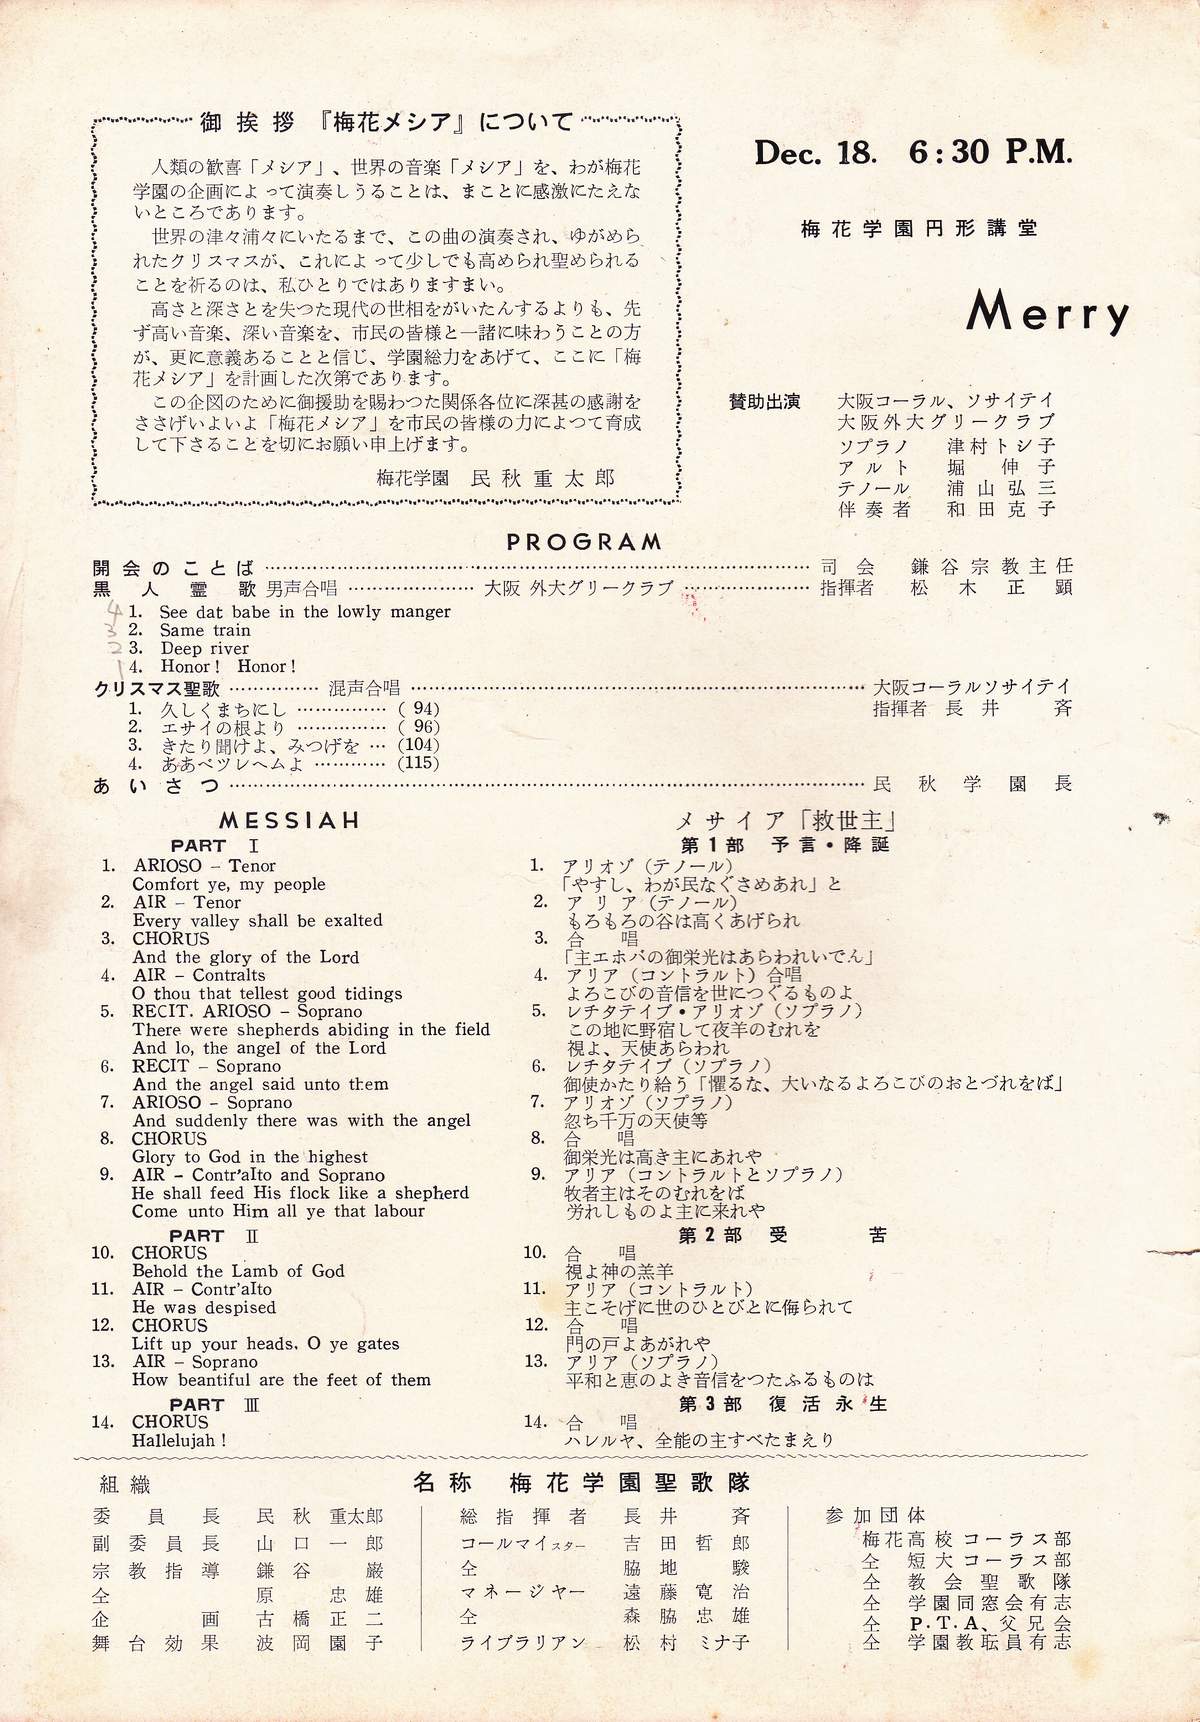 御挨拶 『梅花メシア』について
人類の歓喜「メシア」、世界の音楽「メシア」を、わが梅花
学園の企画によって演奏しうることは、まことに感激にたえな
いところであります。
世界の津々浦々にいたるまで、この曲の演奏され、ゆがめら
れたクリスマスが、これによって少しでも高められ聖められる
ことを祈るのは、私ひとりではありますまい。
高さと深さとを失つた現代の世相をがいたんするよりも、先
ず高い音楽、深い音楽を、市民の皆様と一諸に味わうことの方
が、更に意義あることと信じ、学園総力をあげて、ここに「梅
花メシア」を計画した次第であります。
この企図のために御援助を賜わつた関係各位に深甚の感謝を
ささげいよいよ「梅花メシア」を市民の皆様の力によつて育成
して下さることを切にお願い申上げます。
梅花学園 民秋重太郎
Dec. 18. 6:30 P.M.
梅花学園円形講堂
Merry
賛助出演 大阪コーラル、ソサイテイ
大阪外大グリークラブ
ソプラノ 津村トシ子
アルト 堀伸子
テノール 浦山弘三
伴奏者 和田克子
PROGRAM
開会のことば ………… 司会 鎌谷宗教主任
黒人霊歌 男声合唱 ………… 大阪 外大グリークラブ ………… 指揮者 松木正顕
4 1. See dat babe in the lowly manger
3 2. Same train
2 3. Deep river
1 4. Honor! Honor!
クリスマス聖歌 ………… 混声合唱 ………… 大阪コーラルソサイテイ
1. 久しくまちにし ………… ( 94) 指揮者 長井斉
2. エサイの根より ………… ( 96)
3. きたり聞けよ、みつげを … (104)
4. ああベツレヘムよ ………… (115)
あいさつ ………… 民秋学園長
MESSIAH
PART I
1. ARIOSO – Tenor
Comfort ye, my people
2. AIR – Tenor
Every valley shall be exalted
3. CHORUS
And the glory of the Lord
4. AIR – Contralts
O thou that tellest good tidings
5. RECIT. ARIOSO – Soprano
There were shepherds abiding in the field
And lo, the angel of the Lord
6. RECIT – Soprano
And the angel said unto them
7. ARIOSO – Soprano
And suddenly there was with the angel
8. CHORUS
Glory to God in the highest
9. AIR – Contr'alto and Soprano
He shall feed His flock like a shepherd
Come unto Him all ye that labour
PART II
10. CHORUS
Behold the Lamb of God
11. AIR – Contr'alto
He was despised
12. CHORUS
Lift up your heads, O ye gates
13. AIR – Soprano
How beantiful are the feet of them
PART III
14. CHORUS
Hallelujah!
メサイア「救世主」
第1部 予言・降誕
1. アリオゾ(テノール)
「やすし、わが民なぐさめあれ」と
2. アリア(テノール)
もろもろの谷は高くあげられ
3. 合唱
「主エホバの御栄光はあらわれいでん」
4. アリア(コントラルト)合唱
よろこびの音信を世につぐるものよ
5. レチタテイブ・アリオゾ(ソプラノ)
この地に野宿して夜羊のむれを
視よ、天使あらわれ
6. レチタテイブ(ソプラノ)
御使かたり給う「懼るな、大いなるよろこびのおとづれをば」
7. アリオゾ(ソプラノ)
忽ち千万の天使等
8. 合唱
御栄光は高き主にあれや
9. アリア(コントラルトとソプラノ)
牧者主はそのむれをば
労れしものよ主に来れや
第2部 受苦
10. 合唱
視よ神の羔羊
11. アリア(コントラルト)
主こそげに世のひとびとに侮られて
12. 合唱
門の戸よあがれや
13. アリア(ソプラノ)
平和と恵のよき音信をつたふるものは
第3部 復活永生
14. 合唱
ハレルヤ、全能の主すべたまえり
組織 名称 梅花学園聖歌隊
委員長 民秋重太郎
副委員長 山口一郎
宗教指導 鎌谷巌
仝 原忠雄
企画 古橋正二
舞台効果 波岡園子
総指揮者 長井斉
コールマイスター 吉田哲郎
仝 脇地駿
マネージヤー 遠藤寛治
仝 森脇忠雄
ライブラリアン 松村ミナ子
参加団体
梅花高校コーラス部
仝 短大コーラス部
仝 教会聖歌隊
仝 学園同窓会有志
仝 P.T.A、父兄会
仝 学園教耺員有志